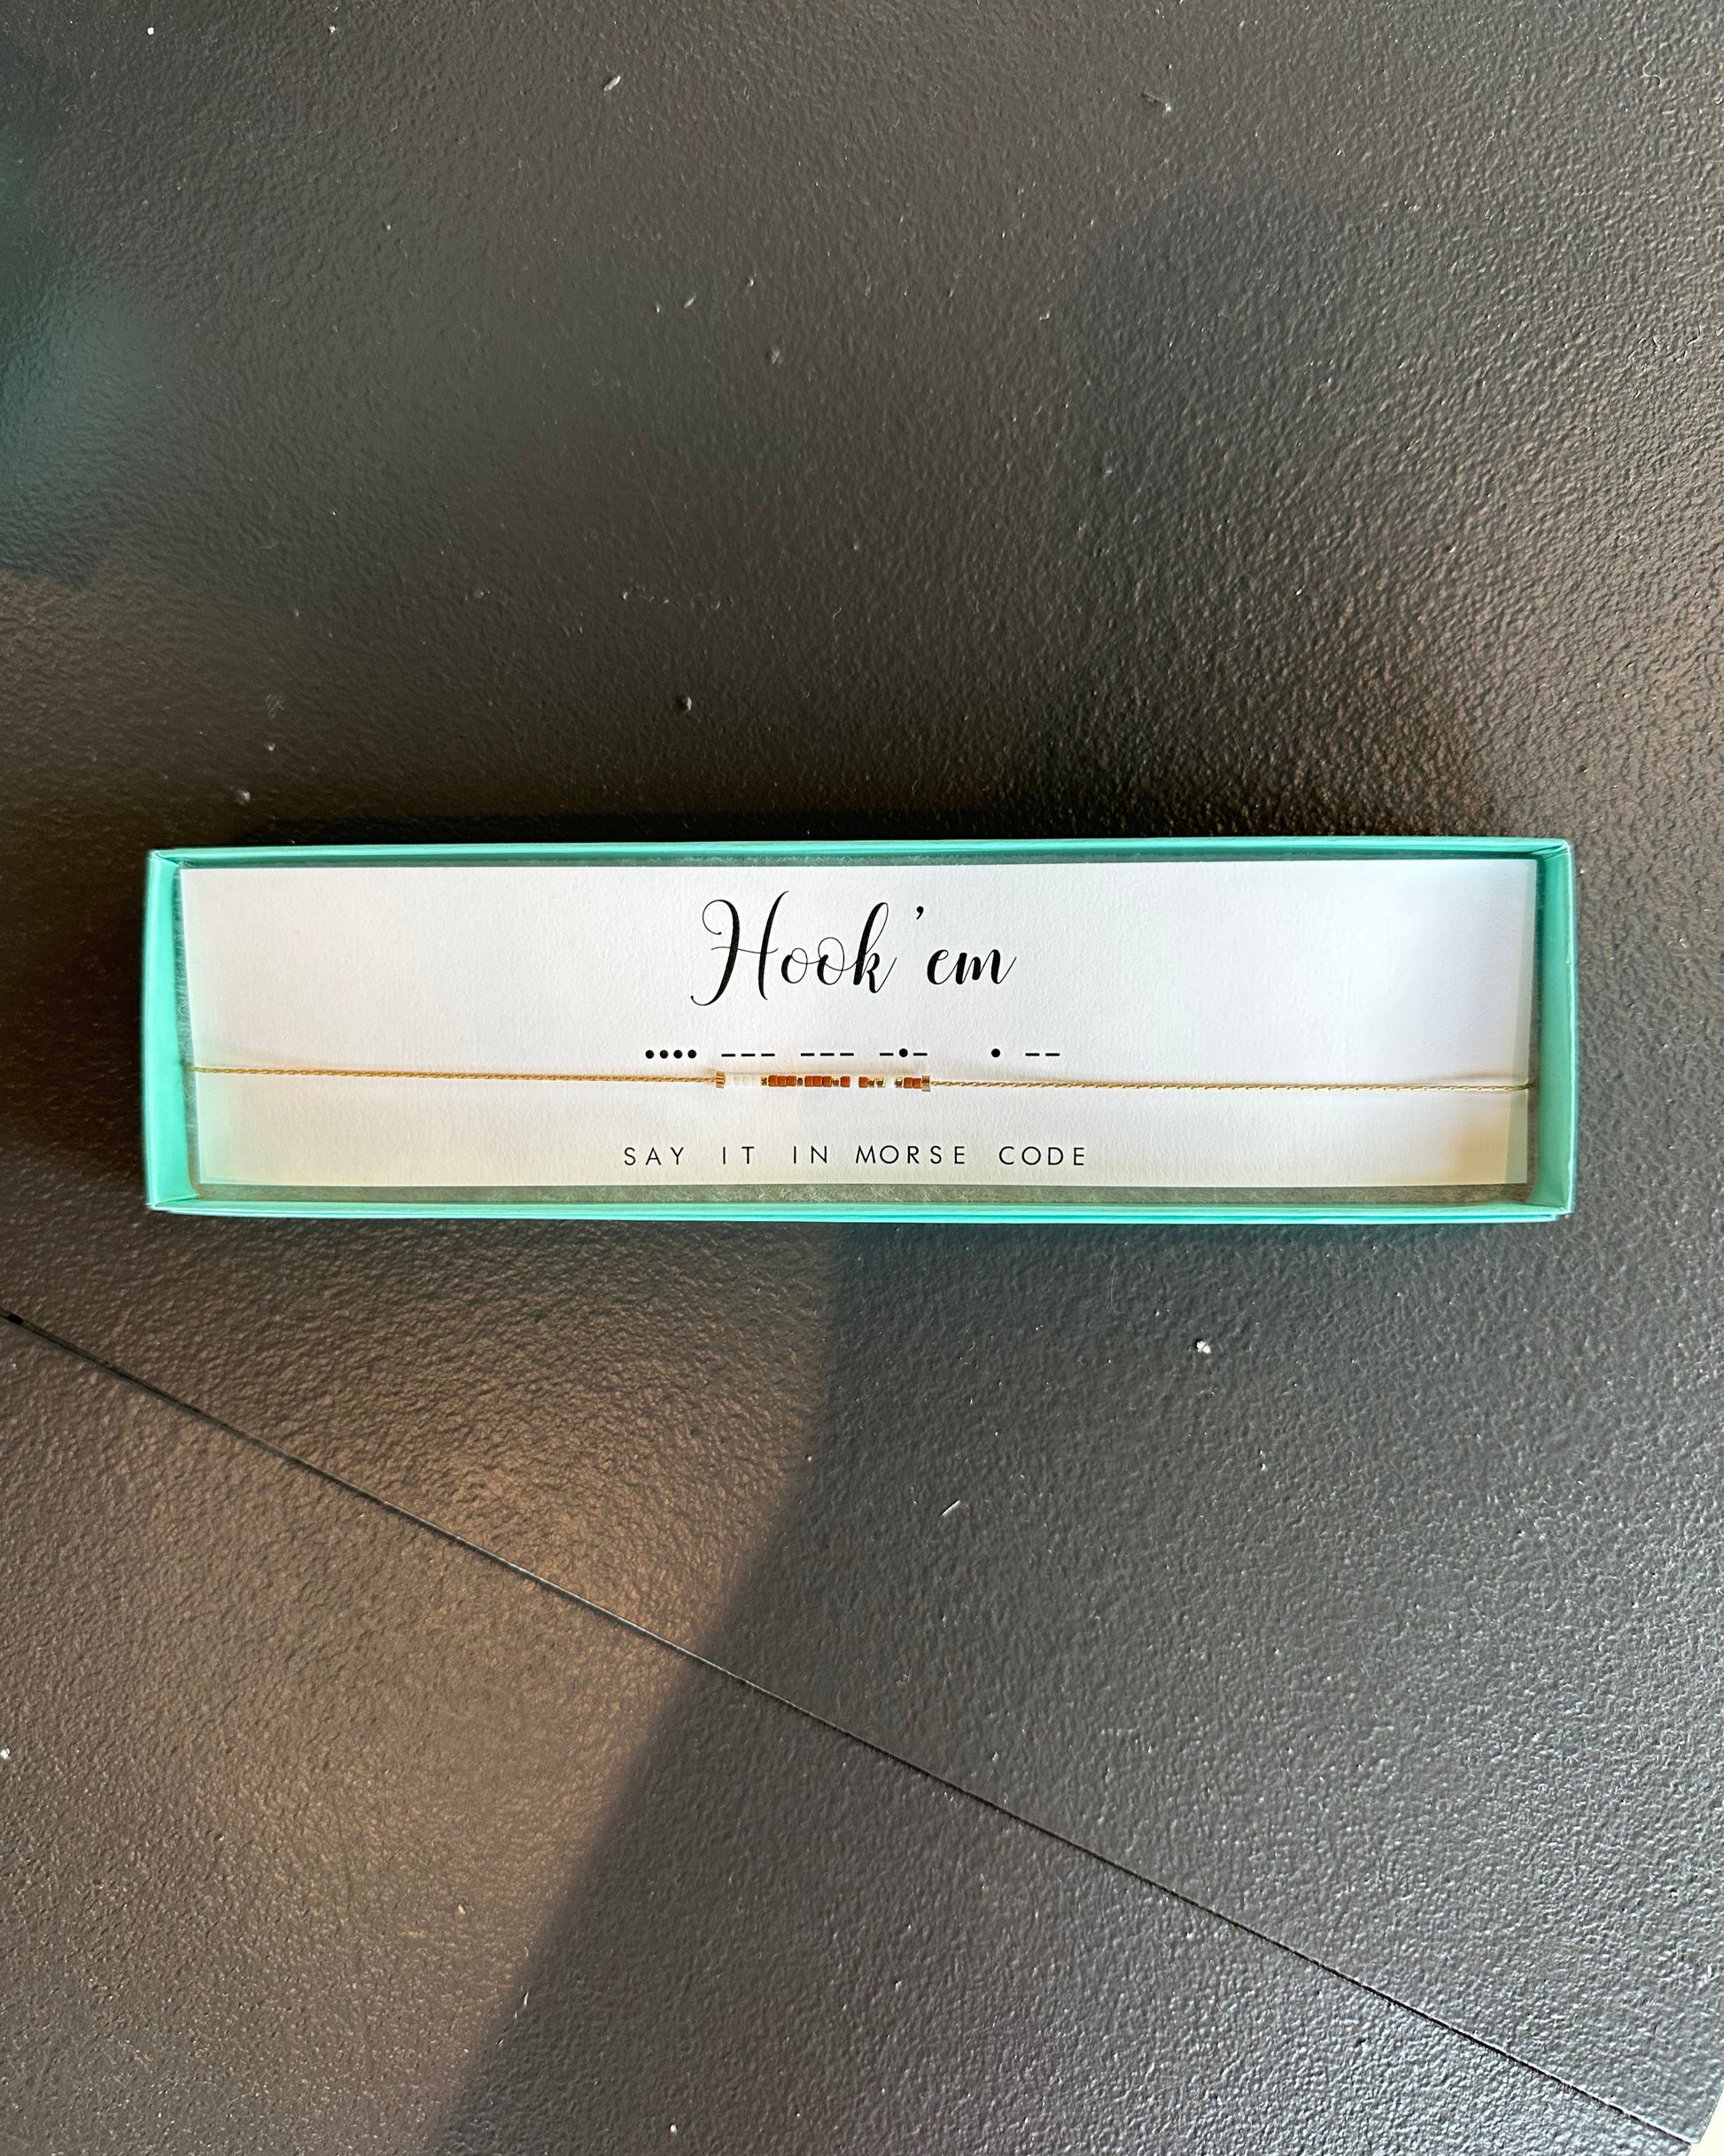 Hook 'em
•••• --- --- -•- • --
SAY IT IN MORSE CODE